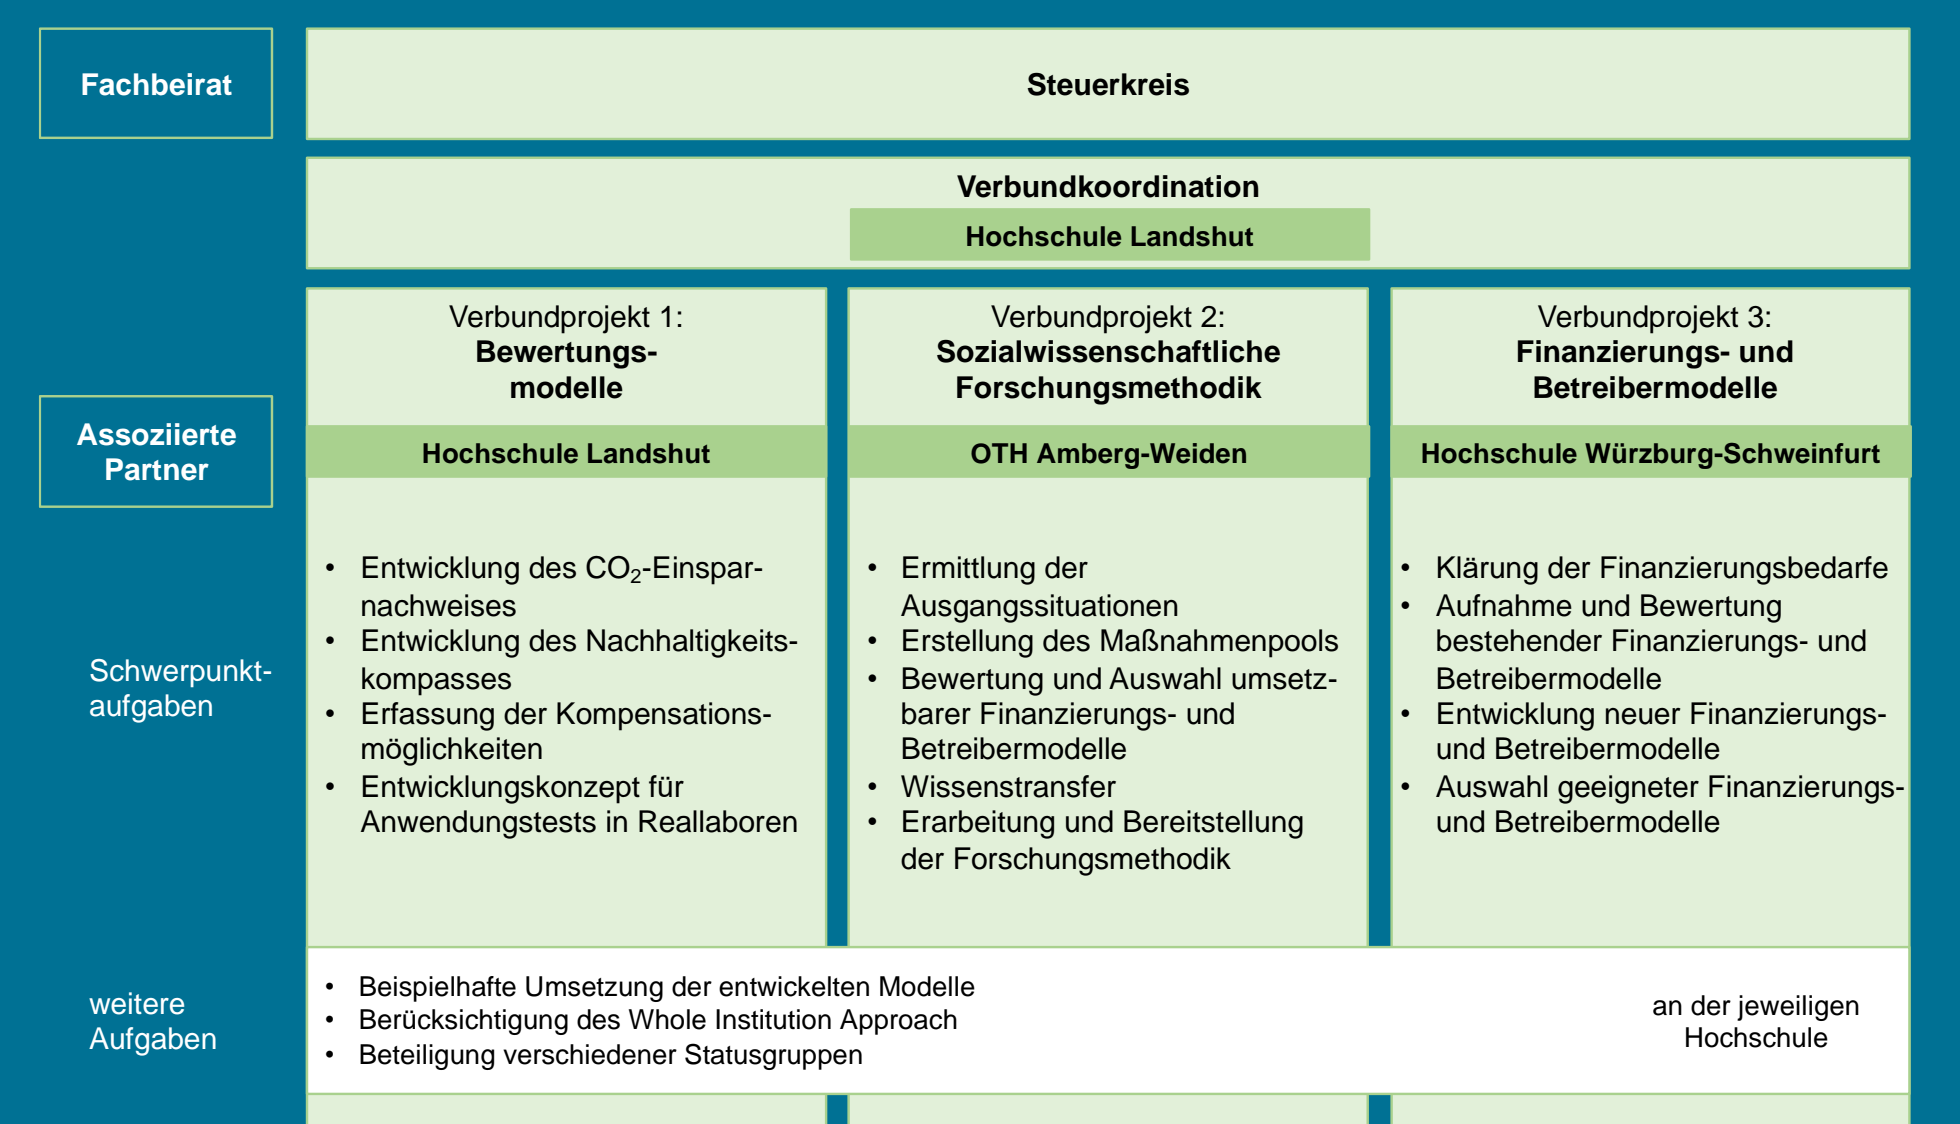 Fachbeirat
Steuerkreis
Verbundkoordination
Hochschule Landshut
Assoziierte
Partner
Verbundprojekt 1:
Bewertungs-
modelle
Hochschule Landshut
Verbundprojekt 2:
Sozialwissenschaftliche
Forschungsmethodik
OTH Amberg-Weiden
Verbundprojekt 3:
Finanzierungs- und
Betreibermodelle
Hochschule Würzburg-Schweinfurt
Schwerpunkt-
aufgaben
• Entwicklung des CO₂-Einspar-
nachweises
• Entwicklung des Nachhaltigkeits-
kompasses
• Erfassung der Kompensations-
möglichkeiten
• Entwicklungskonzept für
Anwendungstests in Reallaboren
• Ermittlung der
Ausgangssituationen
• Erstellung des Maßnahmenpools
• Bewertung und Auswahl umsetz-
barer Finanzierungs- und
Betreibermodelle
• Wissenstransfer
• Erarbeitung und Bereitstellung
der Forschungsmethodik
• Klärung der Finanzierungsbedarfe
• Aufnahme und Bewertung
bestehender Finanzierungs- und
Betreibermodelle
• Entwicklung neuer Finanzierungs-
und Betreibermodelle
• Auswahl geeigneter Finanzierungs-
und Betreibermodelle
weitere
Aufgaben
• Beispielhafte Umsetzung der entwickelten Modelle
• Berücksichtigung des Whole Institution Approach
• Beteiligung verschiedener Statusgruppen
an der jeweiligen
Hochschule